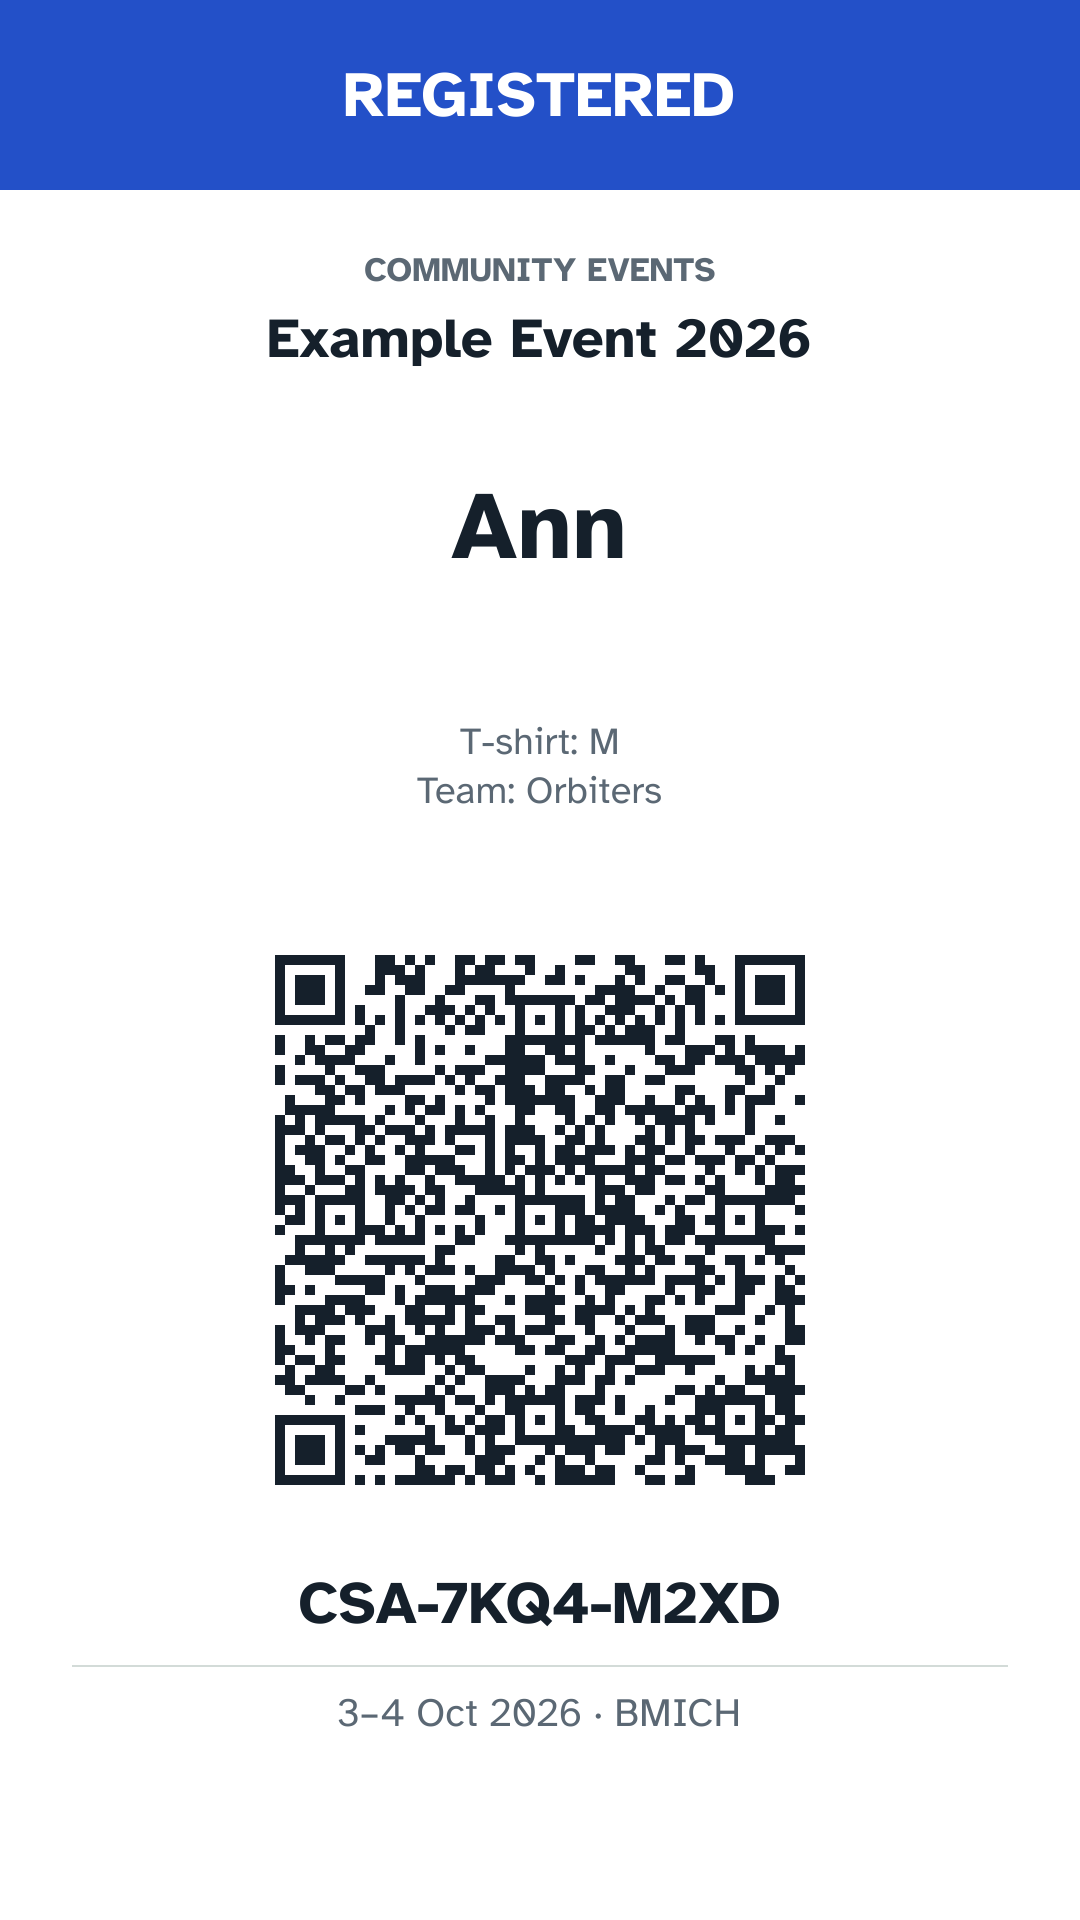 REGISTERED
COMMUNITY EVENTS
Example Event 2026
Ann
T-shirt: M
Team: Orbiters
CSA-7KQ4-M2XD
3–4 Oct 2026 · BMICH